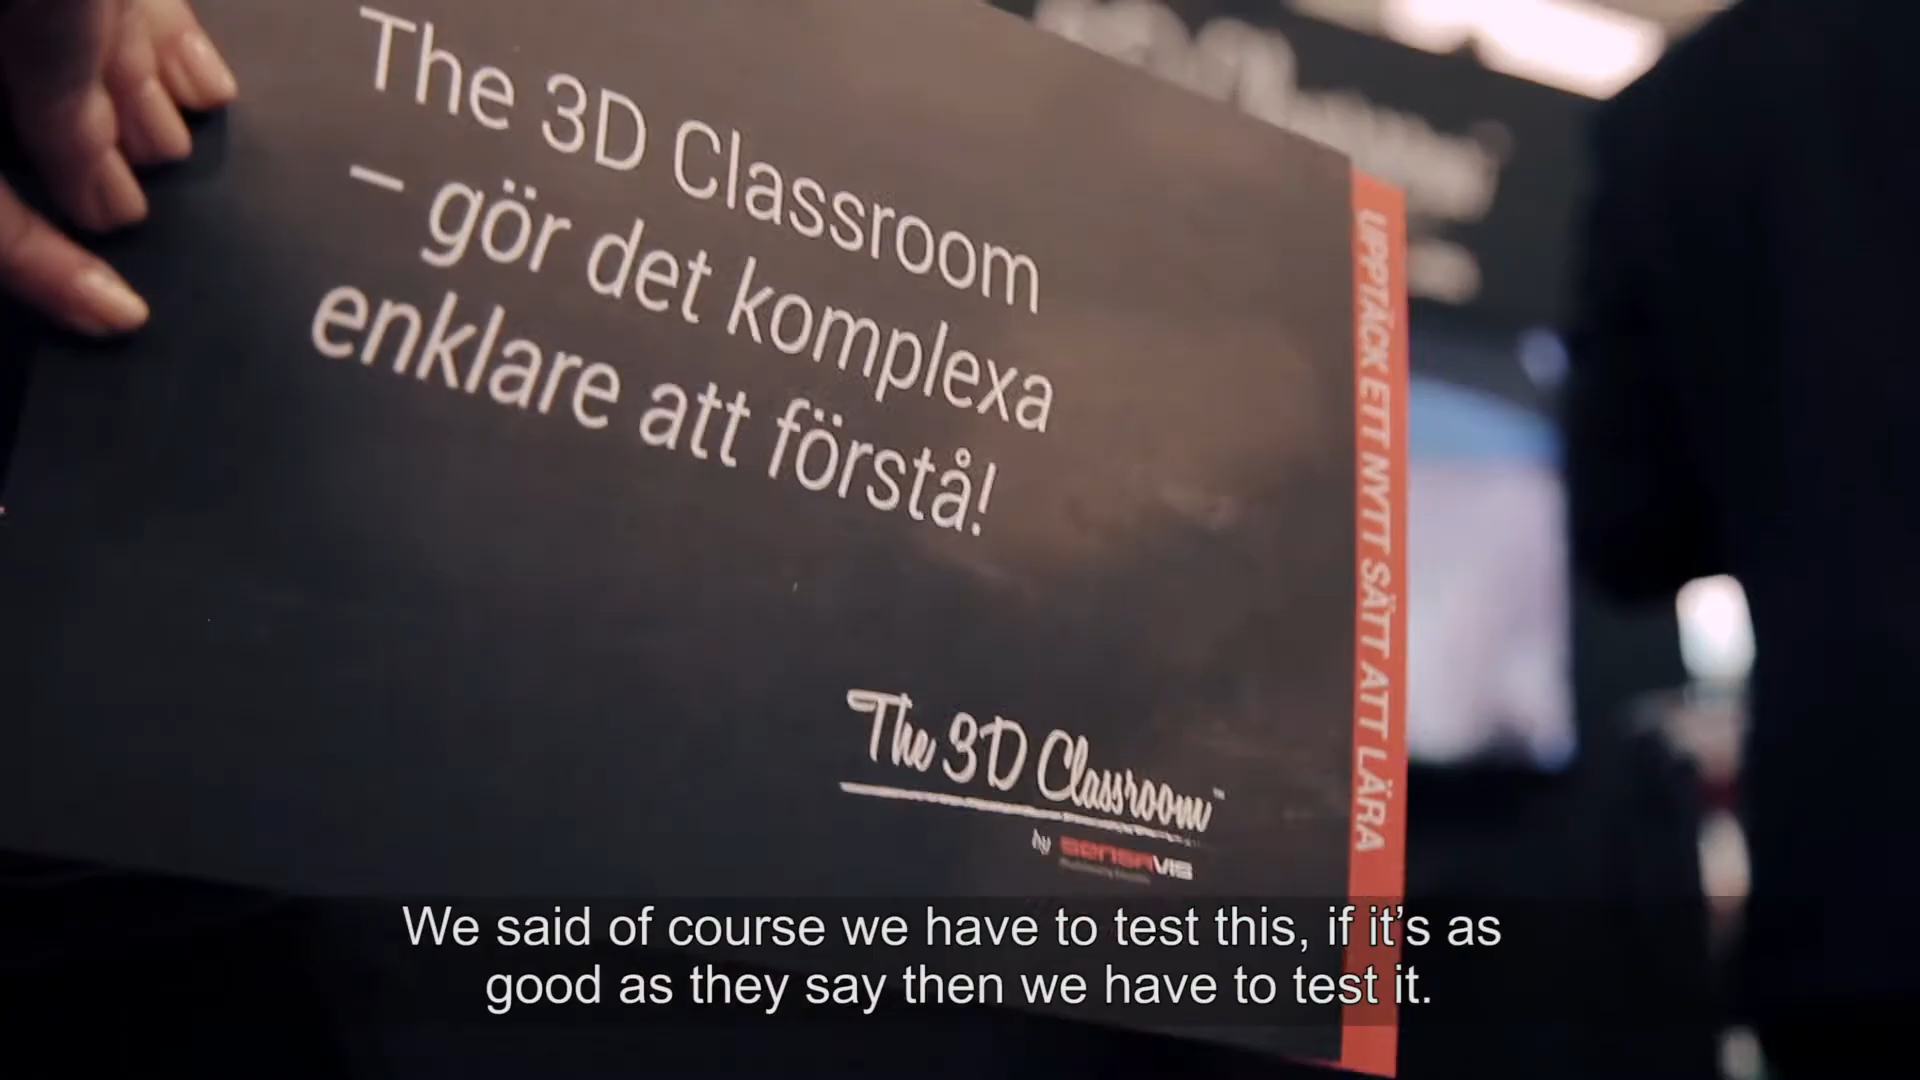 The 3D Classroom
– gör det komplexa
enklare att förstå!
UPPTÄCK ETT NYTT SÄTT ATT LÄRA
The 3D Classroom™
by SENSAVIS
We said of course we have to test this, if it’s as
good as they say then we have to test it.